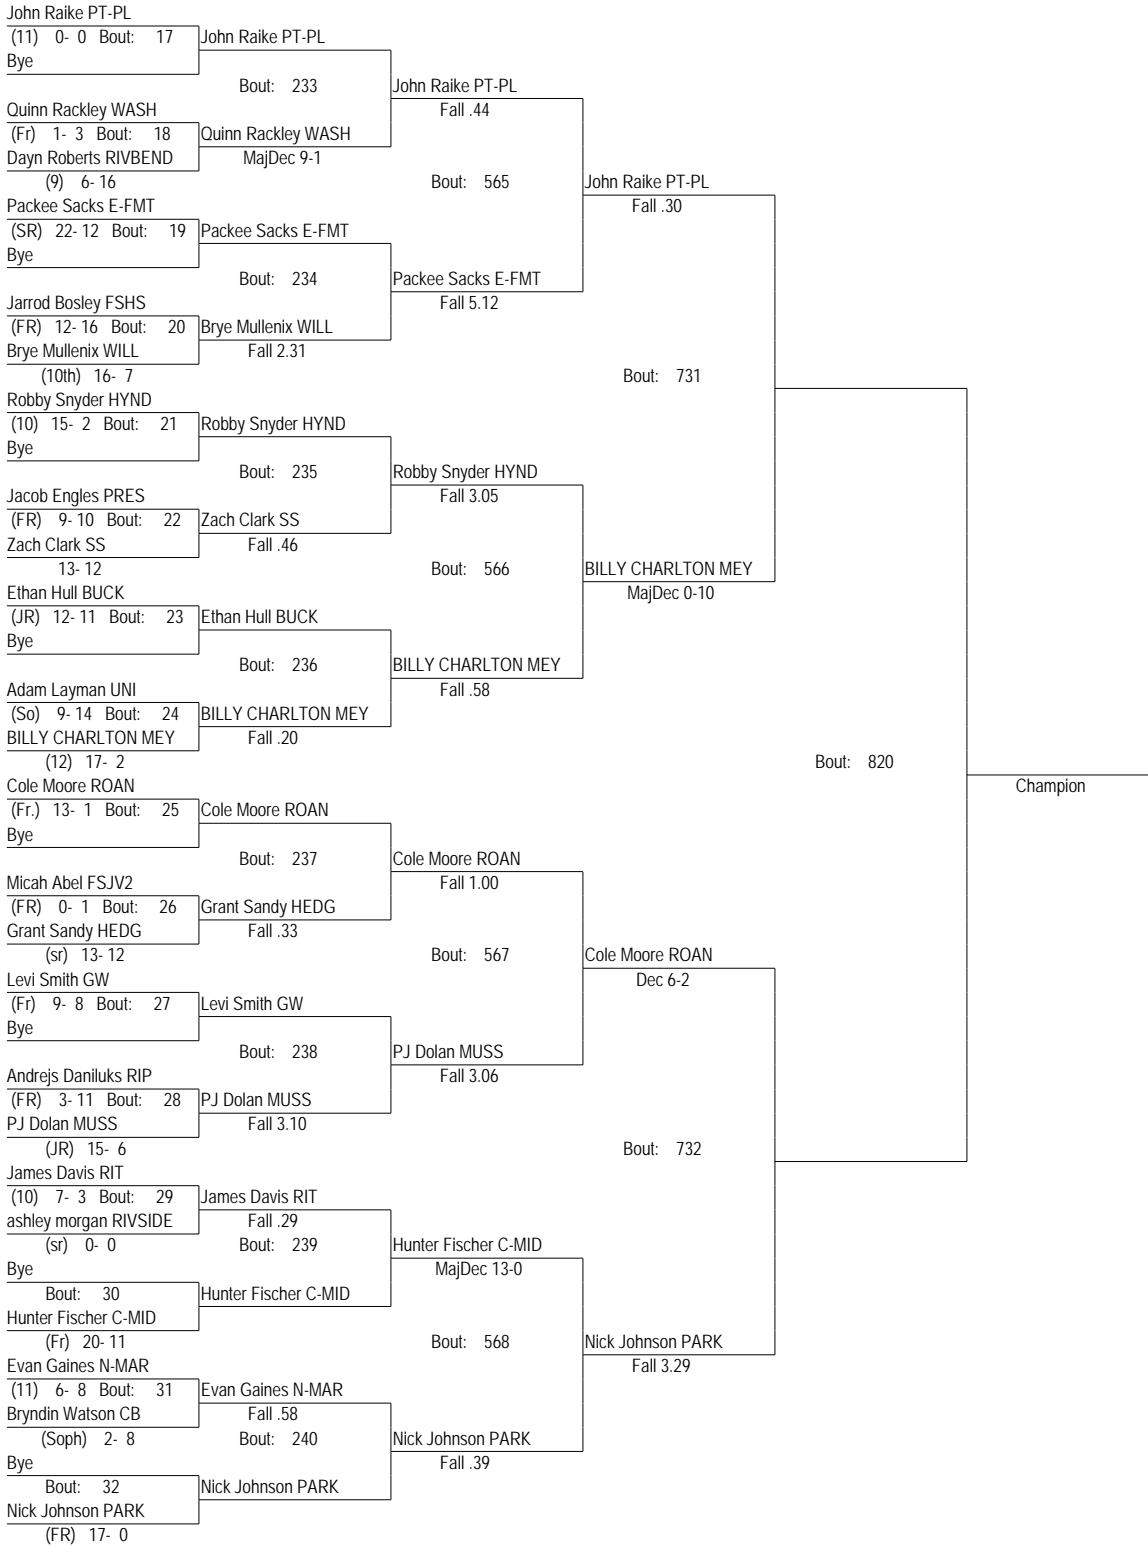 John Raike PT-PL
(11) 0- 0 Bout: 17
Bye
John Raike PT-PL
Bout: 233
Quinn Rackley WASH
(Fr) 1- 3 Bout: 18
Dayn Roberts RIVBEND
(9) 6- 16
Quinn Rackley WASH
MajDec 9-1
John Raike PT-PL
Fall .44
Bout: 565
Packee Sacks E-FMT
(SR) 22- 12 Bout: 19
Bye
Packee Sacks E-FMT
Bout: 234
Jarrod Bosley FSHS
(FR) 12- 16 Bout: 20
Brye Mullenix WILL
(10th) 16- 7
Brye Mullenix WILL
Fall 2.31
Packee Sacks E-FMT
Fall 5.12
John Raike PT-PL
Fall .30
Bout: 731
Robby Snyder HYND
(10) 15- 2 Bout: 21
Bye
Robby Snyder HYND
Bout: 235
Jacob Engles PRES
(FR) 9- 10 Bout: 22
Zach Clark SS
13- 12
Zach Clark SS
Fall .46
Robby Snyder HYND
Fall 3.05
Bout: 566
Ethan Hull BUCK
(JR) 12- 11 Bout: 23
Bye
Ethan Hull BUCK
Bout: 236
Adam Layman UNI
(So) 9- 14 Bout: 24
BILLY CHARLTON MEY
(12) 17- 2
BILLY CHARLTON MEY
Fall .20
BILLY CHARLTON MEY
Fall .58
BILLY CHARLTON MEY
MajDec 0-10
Bout: 820
Champion
Cole Moore ROAN
(Fr.) 13- 1 Bout: 25
Bye
Cole Moore ROAN
Bout: 237
Micah Abel FSJV2
(FR) 0- 1 Bout: 26
Grant Sandy HEDG
(sr) 13- 12
Grant Sandy HEDG
Fall .33
Cole Moore ROAN
Fall 1.00
Bout: 567
Levi Smith GW
(Fr) 9- 8 Bout: 27
Bye
Levi Smith GW
Bout: 238
Andrejs Daniluks RIP
(FR) 3- 11 Bout: 28
PJ Dolan MUSS
(JR) 15- 6
PJ Dolan MUSS
Fall 3.10
PJ Dolan MUSS
Fall 3.06
Cole Moore ROAN
Dec 6-2
Bout: 732
James Davis RIT
(10) 7- 3 Bout: 29
ashley morgan RIVSIDE
(sr) 0- 0
James Davis RIT
Fall .29
Bout: 239
Bye
Bout: 30
Hunter Fischer C-MID
(Fr) 20- 11
Hunter Fischer C-MID
Hunter Fischer C-MID
MajDec 13-0
Bout: 568
Evan Gaines N-MAR
(11) 6- 8 Bout: 31
Bryndin Watson CB
(Soph) 2- 8
Evan Gaines N-MAR
Fall .58
Bout: 240
Bye
Bout: 32
Nick Johnson PARK
(FR) 17- 0
Nick Johnson PARK
Nick Johnson PARK
Fall .39
Nick Johnson PARK
Fall 3.29